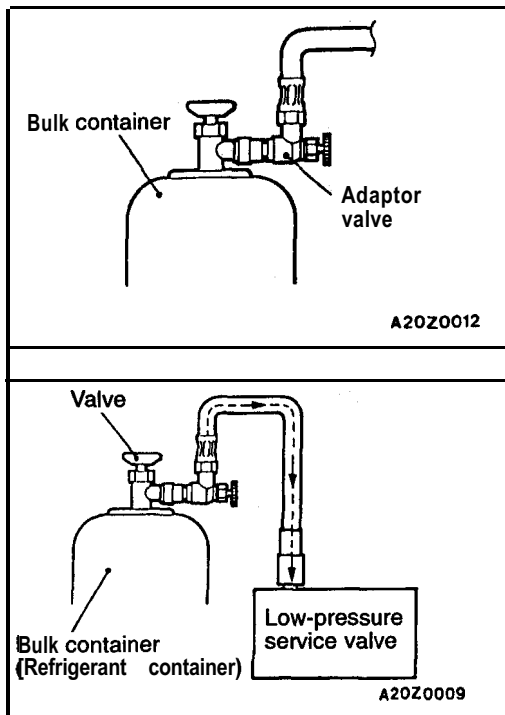 Bulk container
Adaptor
valve
A20Z0012
Valve
Low-pressure
service valve
Bulk container
(Refrigerant container)
A20Z0009